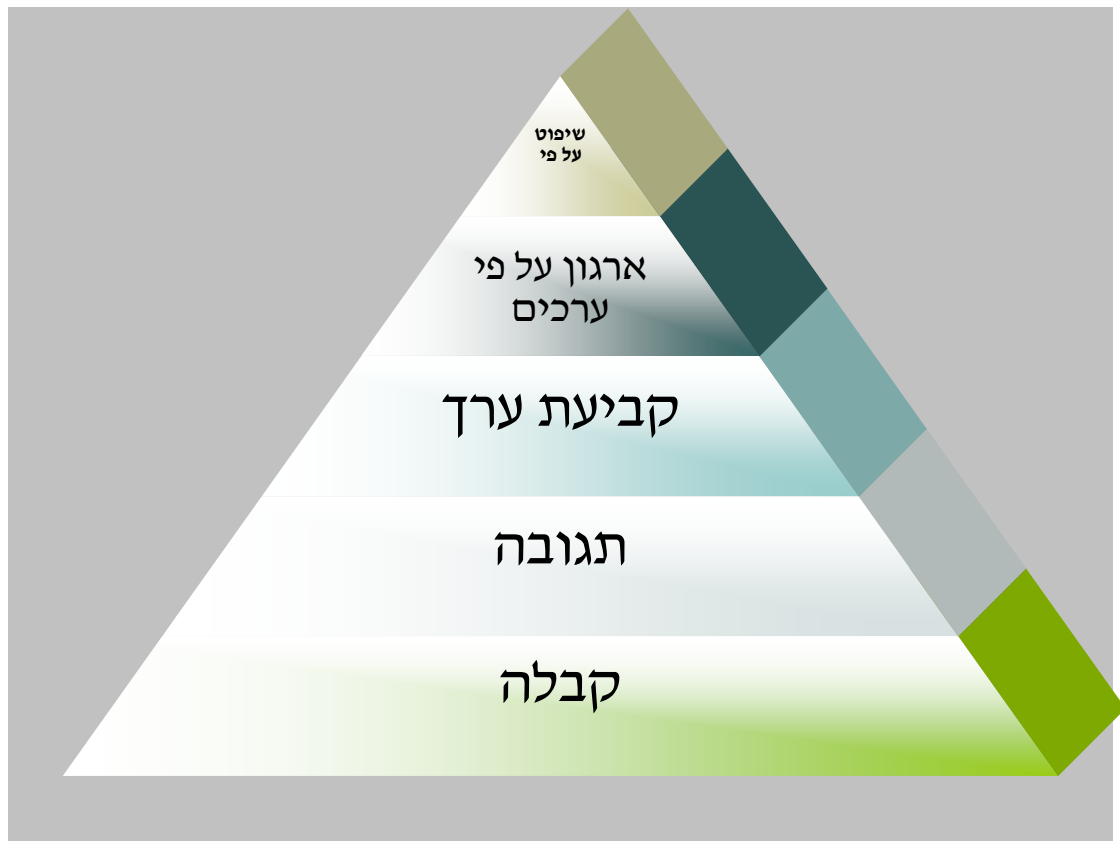 שיפוט
על פי
ארגון על פי
ערכים
קביעת ערך
תגובה
קבלה